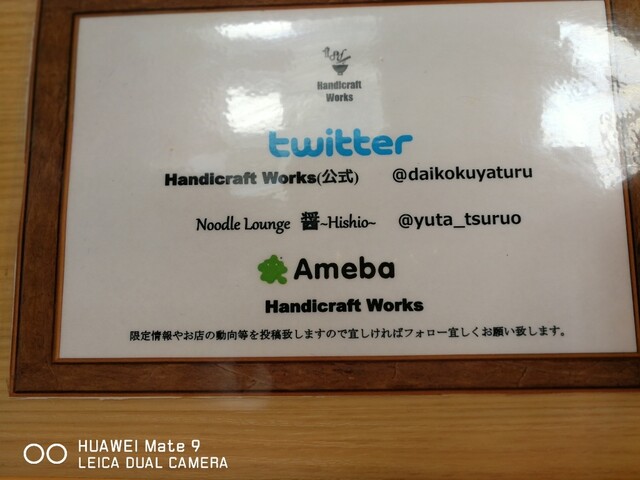 Handicraft
Works
twitter
Handicraft Works(公式) @daikokuyaturu
Noodle Lounge 醤~Hishio~ @yuta_tsuruo
Ameba
Handicraft Works
限定情報やお店の動向等を投稿致しますので宜しければフォロー宜しくお願い致します。
HUAWEI Mate 9
LEICA DUAL CAMERA